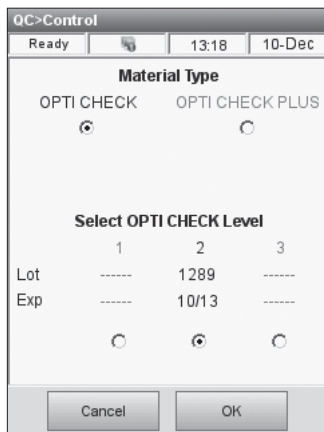 QC>Control
Ready 13:18 10-Dec
Material Type
OPTI CHECK OPTI CHECK PLUS
Select OPTI CHECK Level
1 2 3
Lot ------ 1289 ------
Exp ------ 10/13 ------
Cancel OK